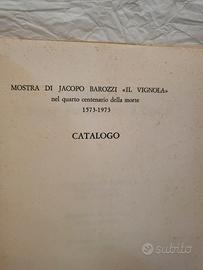 MOSTRA DI JACOPO BAROZZI «IL VIGNOLA»
nel quarto centenario della morte
1573-1973
CATALOGO
subito